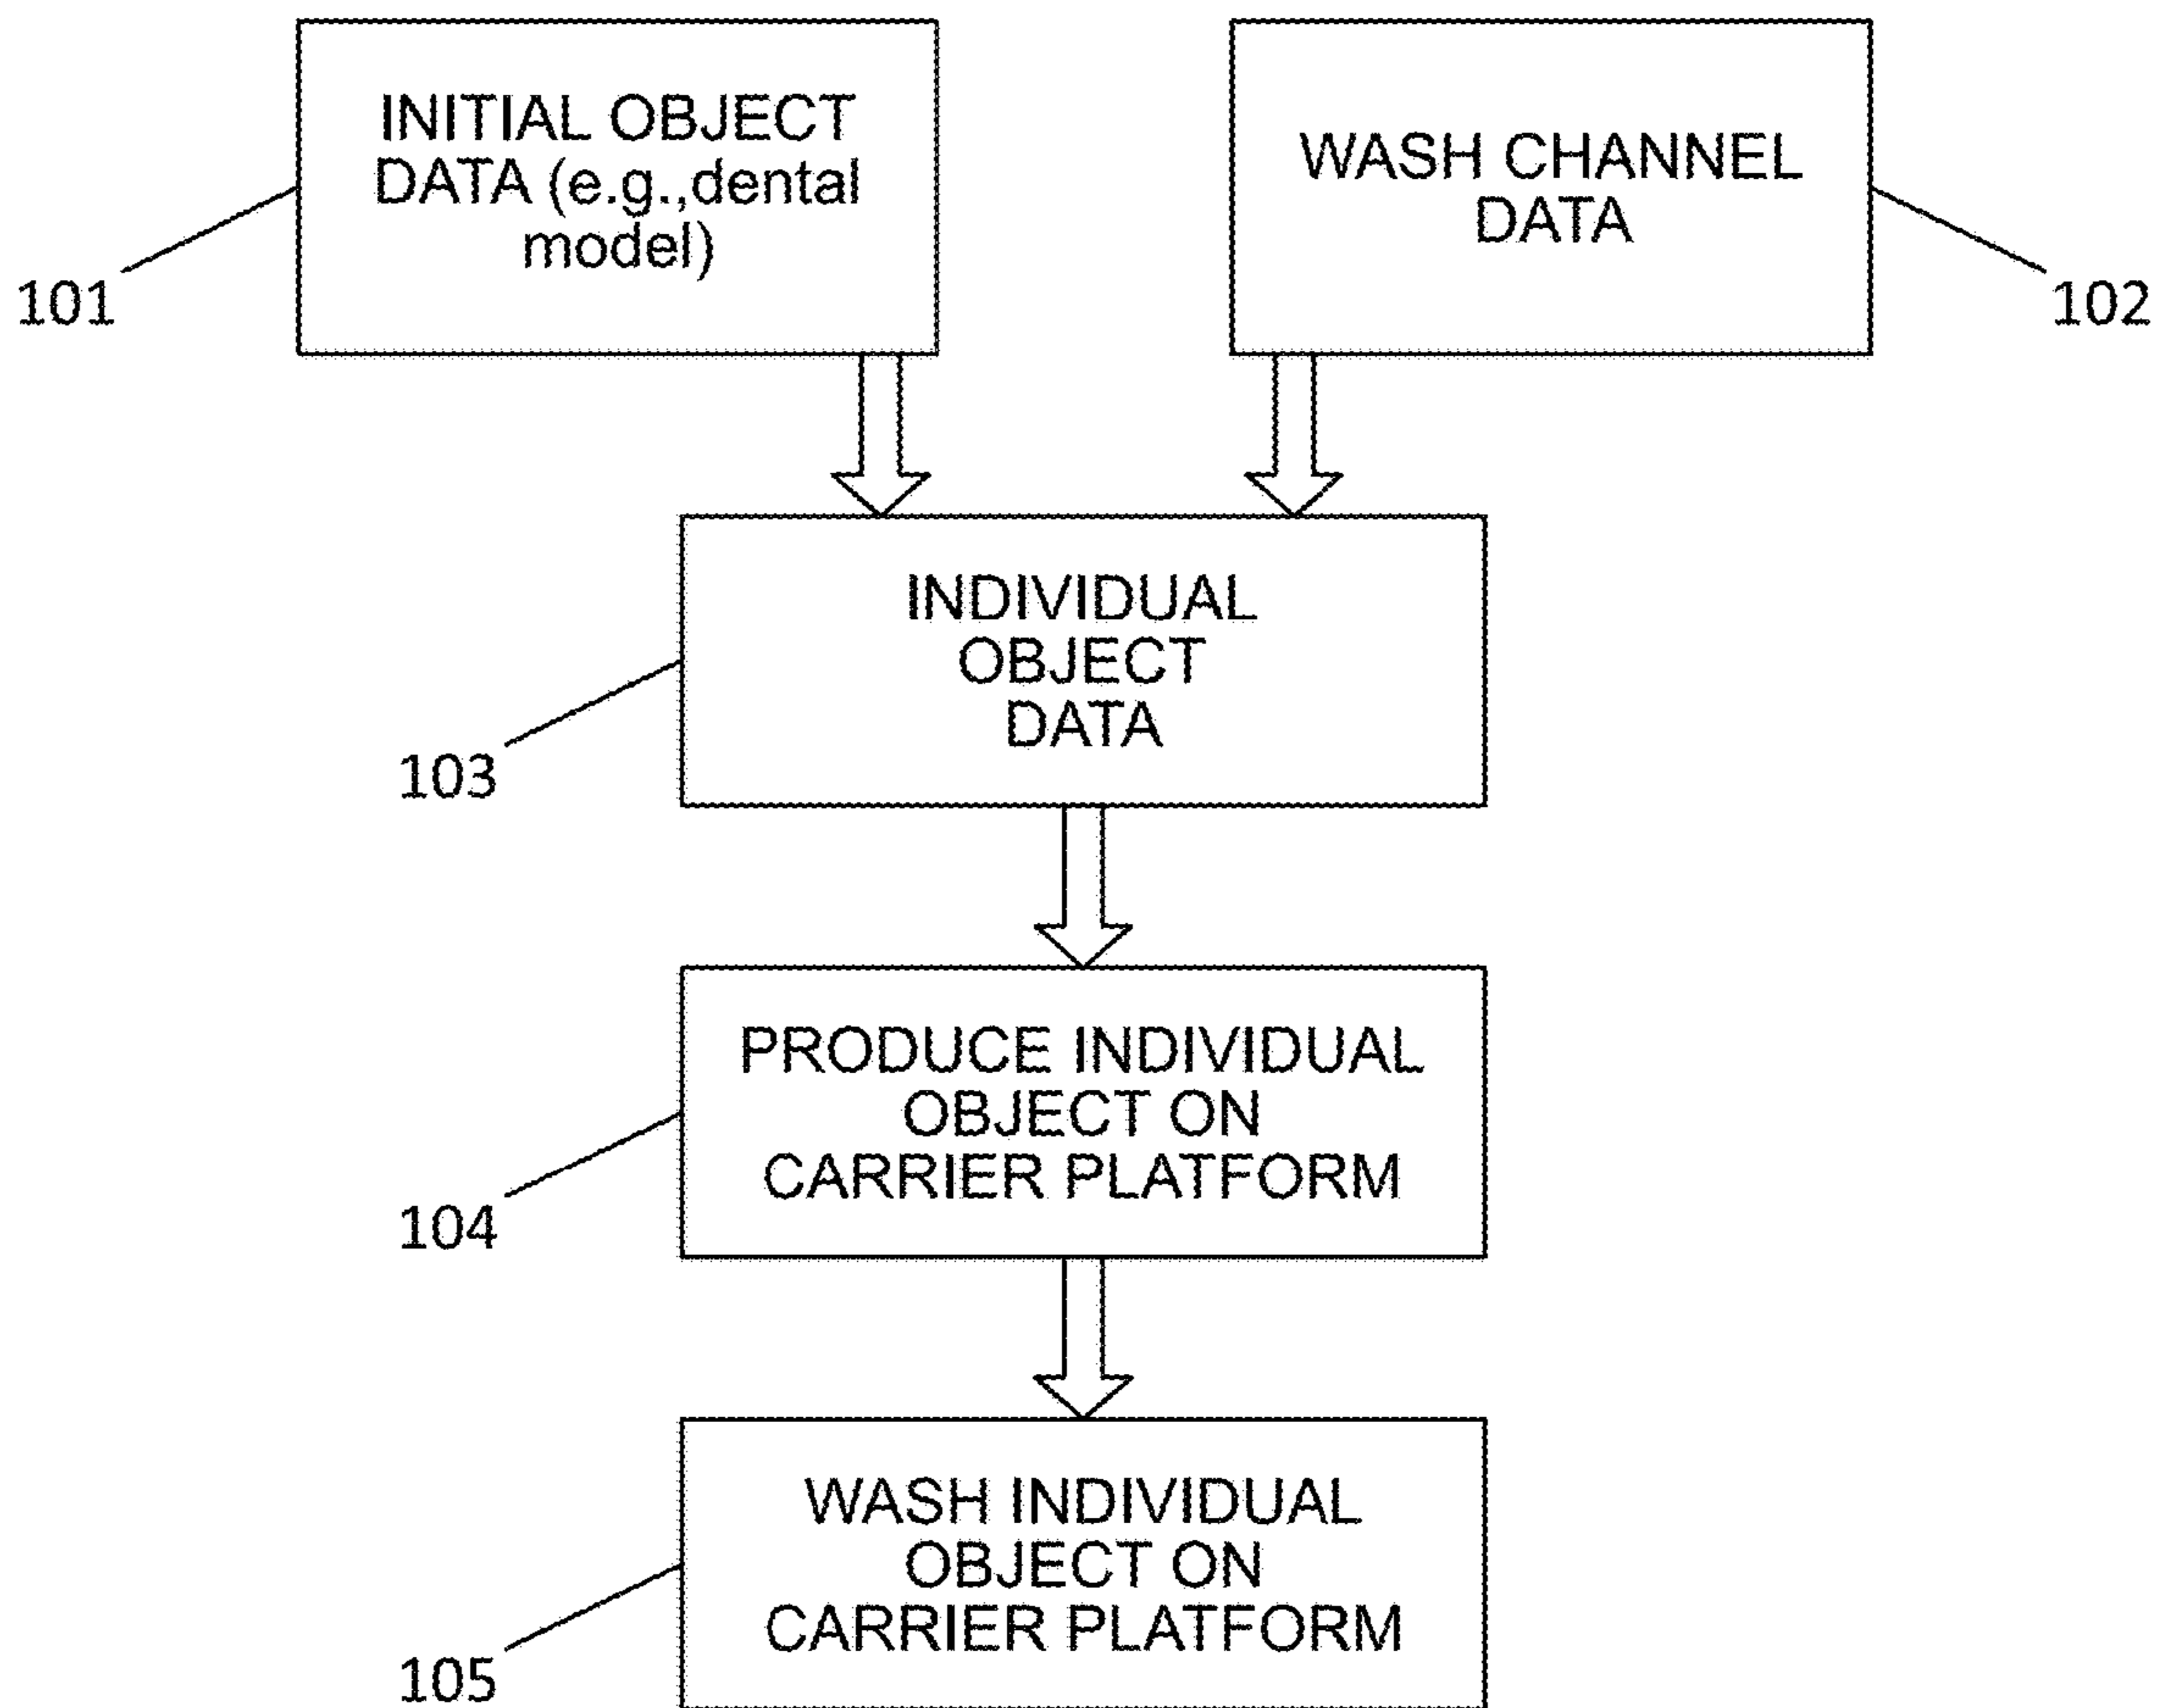 INITIAL OBJECT
DATA (e.g.,dental
model)
WASH CHANNEL
DATA
101
102
INDIVIDUAL
OBJECT
DATA
103
PRODUCE INDIVIDUAL
OBJECT ON
CARRIER PLATFORM
104
WASH INDIVIDUAL
OBJECT ON
CARRIER PLATFORM
105